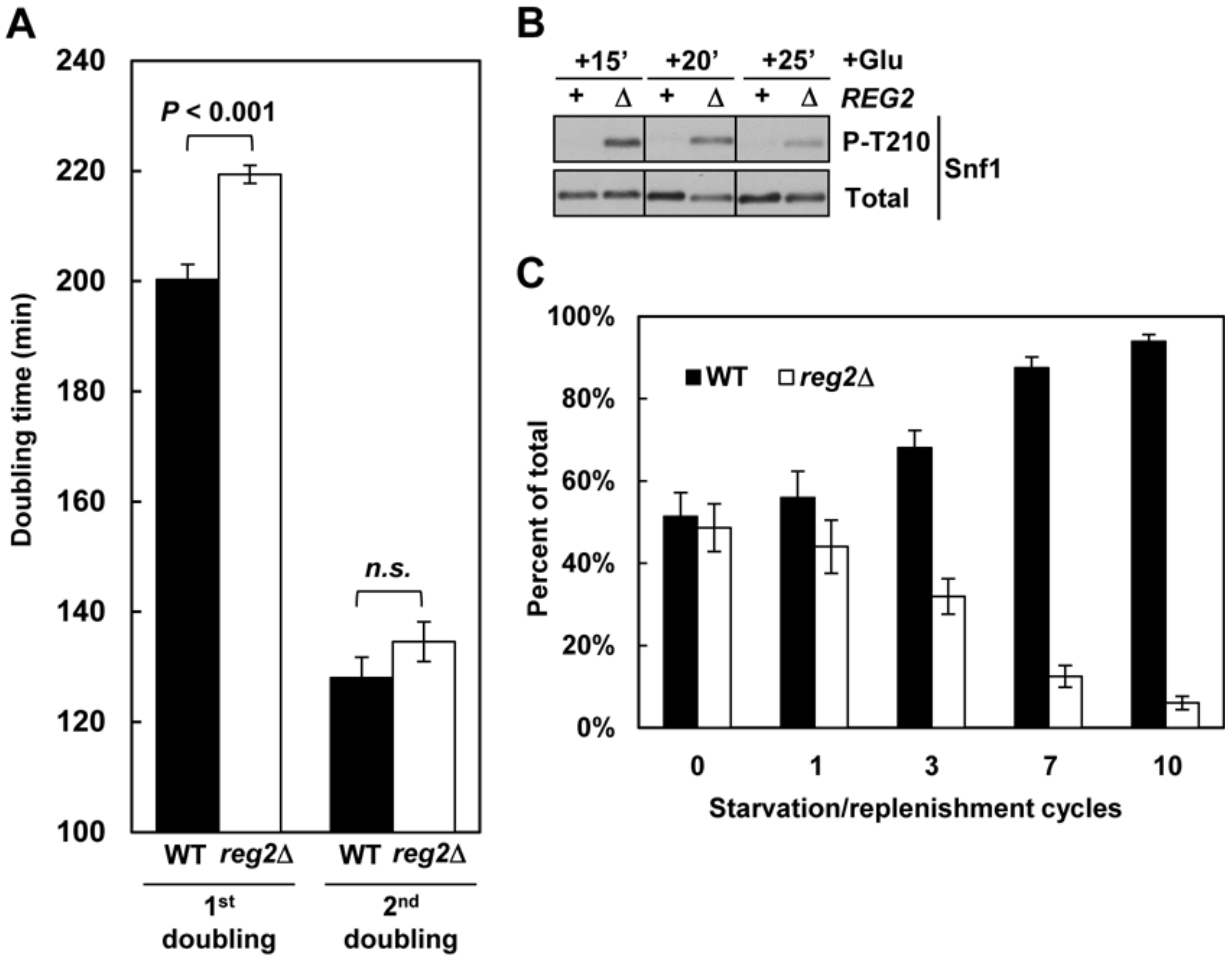 A
240
220
200
180
160
140
120
100
Doubling time (min)
P < 0.001
n.s.
WT reg2Δ WT reg2Δ
1st doubling
2nd doubling
B
+15’ +20’ +25’ +Glu
+ Δ + Δ + Δ REG2
P-T210
Total
Snf1
C
100%
80%
60%
40%
20%
0%
Percent of total
WT reg2Δ
0 1 3 7 10
Starvation/replenishment cycles